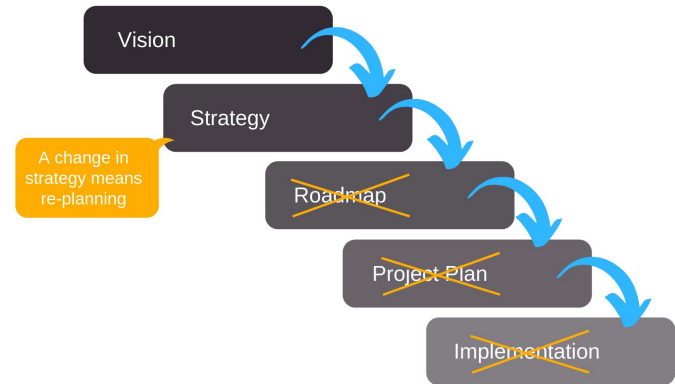 Vision
Strategy
A change in
strategy means
re-planning
Roadmap
Project Plan
Implementation